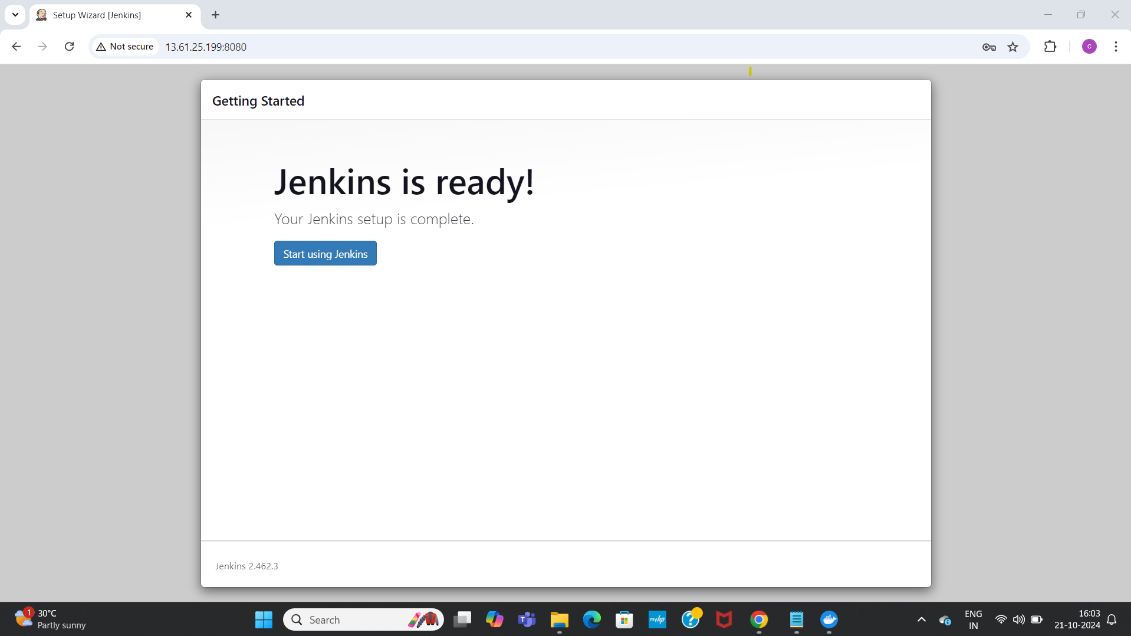 Setup Wizard [Jenkins]
Not secure
13.61.25.199:8080
c
Getting Started
Jenkins is ready!
Your Jenkins setup is complete.
Start using Jenkins
Jenkins 2.462.3
1
30°C
Partly sunny
Search
myhp
ENG
IN
16:03
21-10-2024